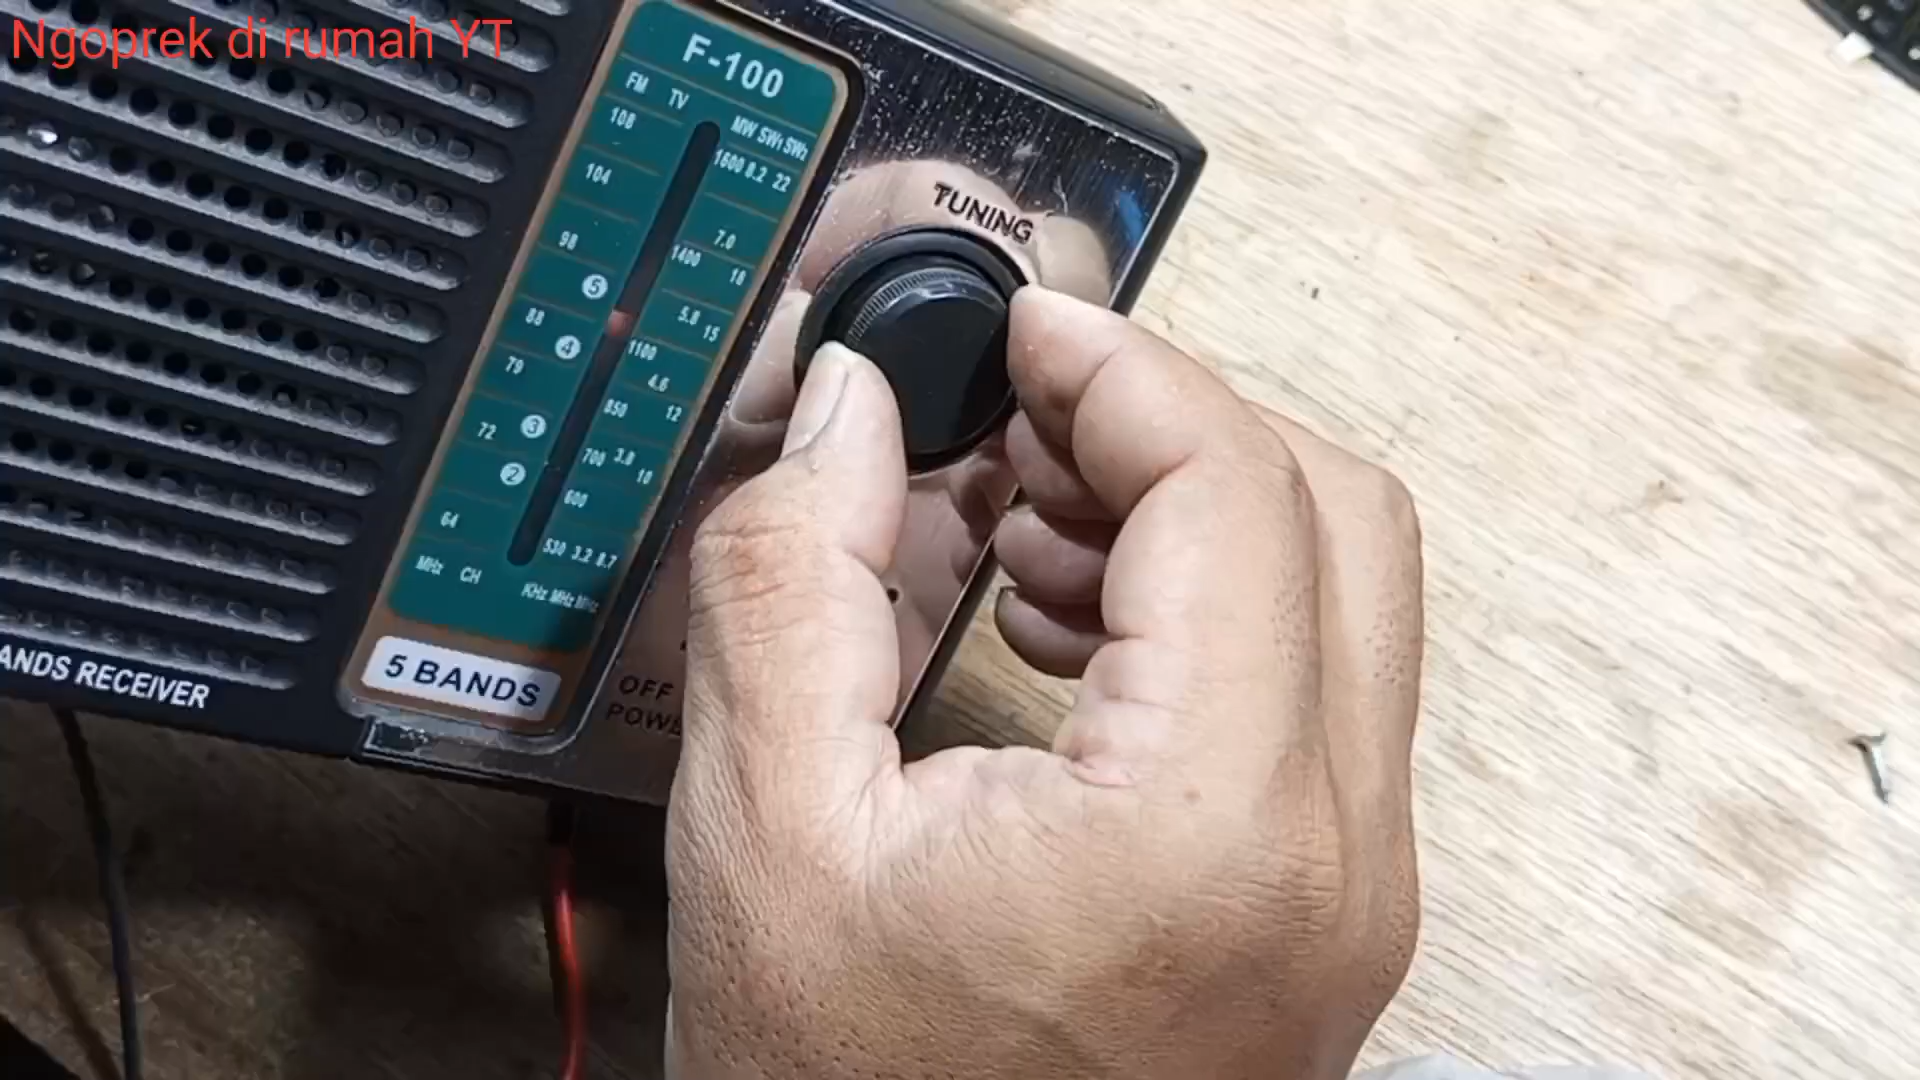 Ngoprek di rumah YT
F-100
FM TV MW SW1 SW2
108 1600 8.2 22
104
98 7.0
1400 18
5
88 5.8 15
4 1100
79 4.6
850 12
72 3 700 3.8 10
2 600
64 530 3.2 8.7
MHz CH KHz MHz MHz
5 BANDS
TUNING
OFF
BANDS RECEIVER